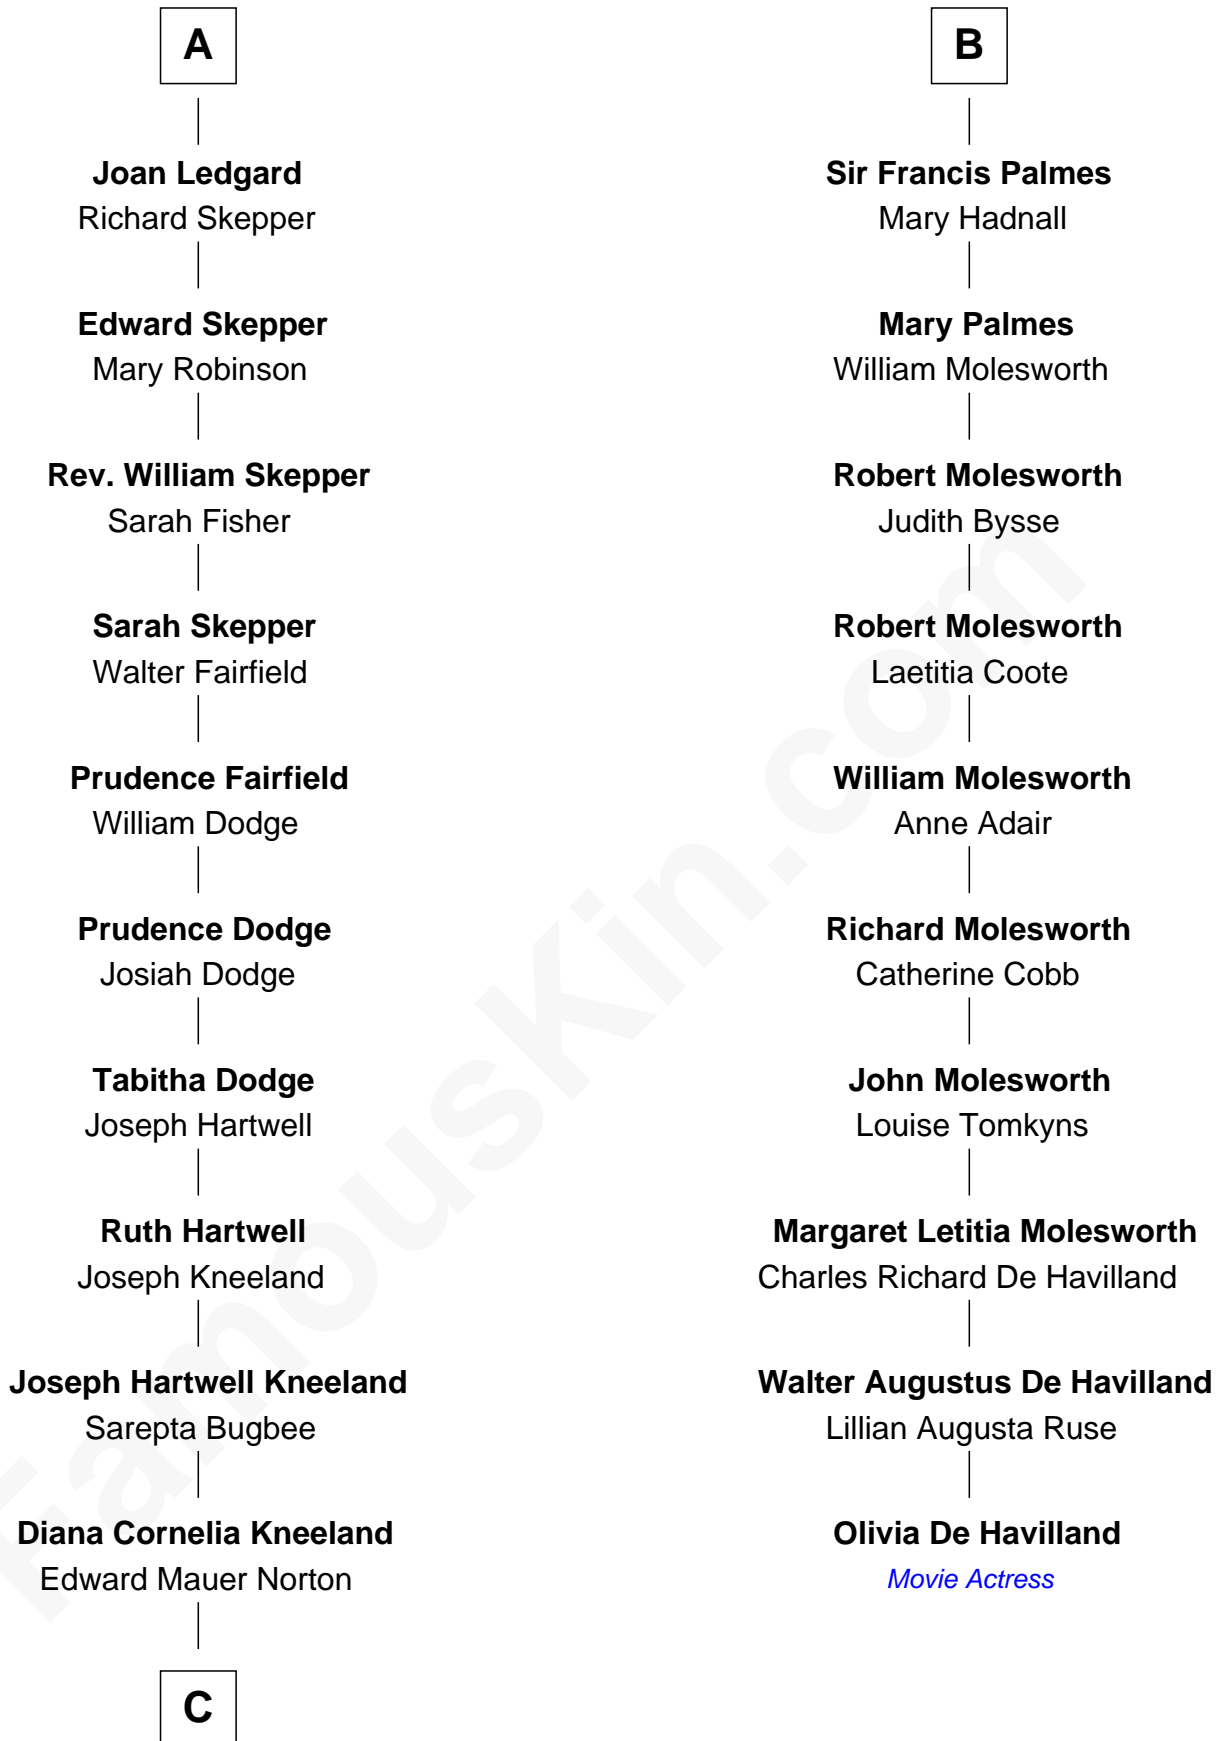 A
Joan Ledgard
Richard Skepper
Edward Skepper
Mary Robinson
Rev. William Skepper
Sarah Fisher
Sarah Skepper
Walter Fairfield
Prudence Fairfield
William Dodge
Prudence Dodge
Josiah Dodge
Tabitha Dodge
Joseph Hartwell
Ruth Hartwell
Joseph Kneeland
Joseph Hartwell Kneeland
Sarepta Bugbee
Diana Cornelia Kneeland
Edward Mauer Norton
C
B
Sir Francis Palmes
Mary Hadnall
Mary Palmes
William Molesworth
Robert Molesworth
Judith Bysse
Robert Molesworth
Laetitia Coote
William Molesworth
Anne Adair
Richard Molesworth
Catherine Cobb
John Molesworth
Louise Tomkyns
Margaret Letitia Molesworth
Charles Richard De Havilland
Walter Augustus De Havilland
Lillian Augusta Ruse
Olivia De Havilland
Movie Actress
FamousKin.com